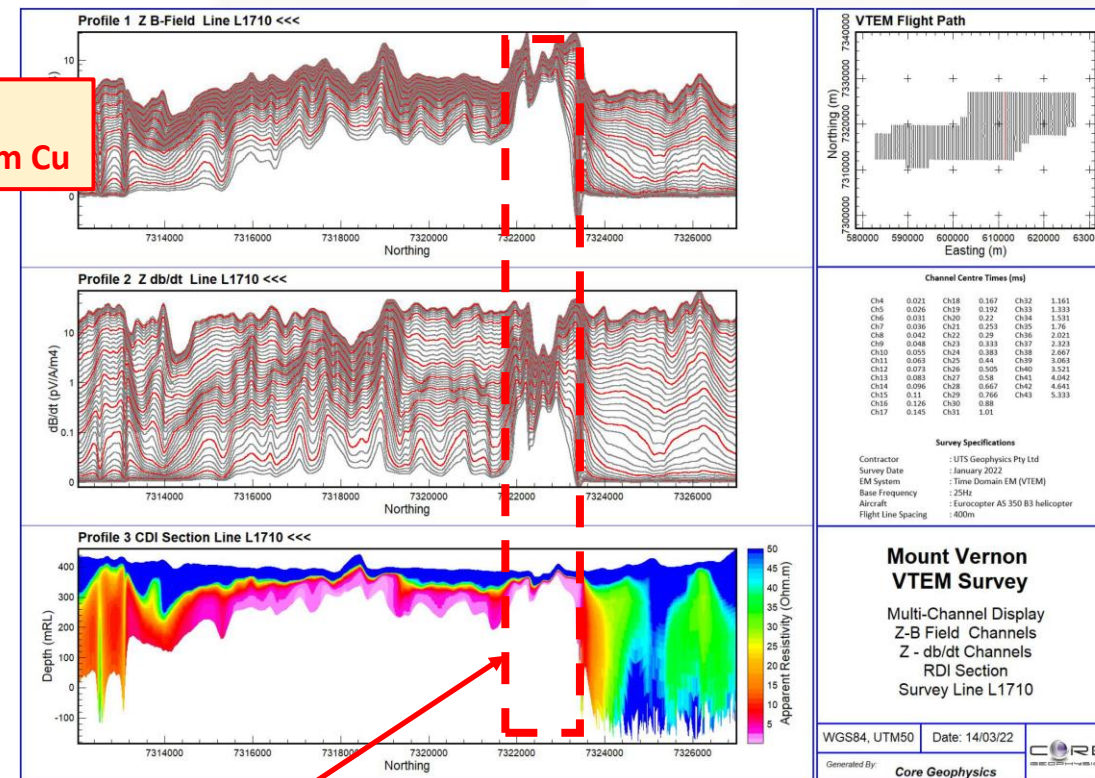 Profile 1 Z B-Field Line L1710 <<<
10
0
7314000 7316000 7318000 7320000 7322000 7324000 7326000
Northing
m Cu
Profile 2 Z db/dt Line L1710 <<<
dB/dt (pV/A/m4)
10
1
0.1
0
7314000 7316000 7318000 7320000 7322000 7324000 7326000
Northing
Profile 3 CDI Section Line L1710 <<<
Depth (mRL)
400
300
200
100
0
-100
7314000 7316000 7318000 7320000 7322000 7324000 7326000
Northing
50
45
40
35
30
25
20
15
10
5
Apparent Resistivity (Ohm.m)
VTEM Flight Path
Northing (m)
7340000
7330000
7320000
7310000
7300000
580000 590000 600000 610000 620000 6300
Easting (m)
Channel Centre Times (ms)
Ch4 0.021 Ch18 0.167 Ch32 1.161
Ch5 0.026 Ch19 0.192 Ch33 1.333
Ch6 0.031 Ch20 0.22 Ch34 1.531
Ch7 0.036 Ch21 0.253 Ch35 1.76
Ch8 0.042 Ch22 0.29 Ch36 2.021
Ch9 0.048 Ch23 0.333 Ch37 2.323
Ch10 0.055 Ch24 0.383 Ch38 2.667
Ch11 0.063 Ch25 0.44 Ch39 3.063
Ch12 0.073 Ch26 0.505 Ch40 3.521
Ch13 0.083 Ch27 0.58 Ch41 4.042
Ch14 0.096 Ch28 0.667 Ch42 4.641
Ch15 0.11 Ch29 0.766 Ch43 5.333
Ch16 0.126 Ch30 0.88
Ch17 0.145 Ch31 1.01
Survey Specifications
Contractor : UTS Geophysics Pty Ltd
Survey Date : January 2022
EM System : Time Domain EM (VTEM)
Base Frequency : 25Hz
Aircraft : Eurocopter AS 350 B3 helicopter
Flight Line Spacing : 400m
Mount Vernon
VTEM Survey
Multi-Channel Display
Z-B Field Channels
Z - db/dt Channels
RDI Section
Survey Line L1710
WGS84, UTM50 Date: 14/03/22
Generated By: Core Geophysics
CORE